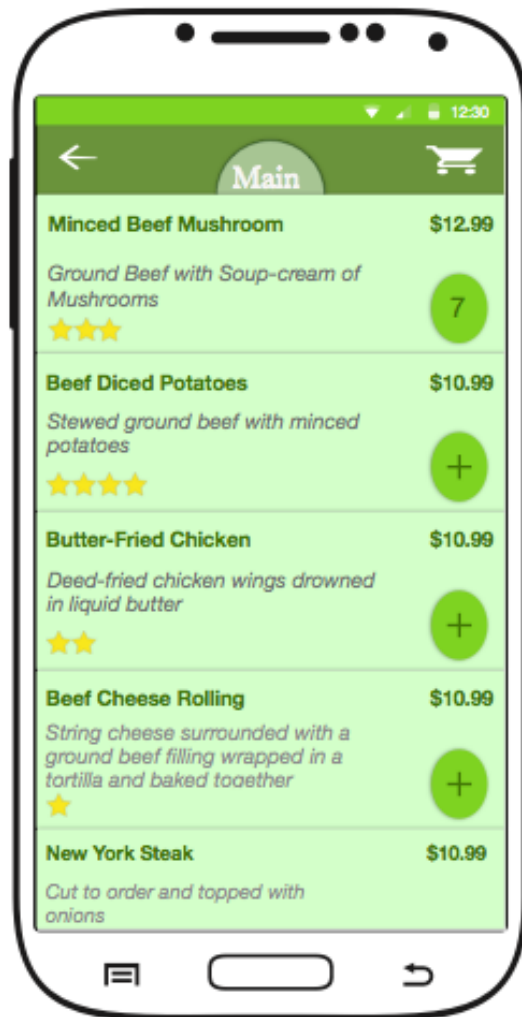 12:30
Main
Minced Beef Mushroom $12.99
Ground Beef with Soup-cream of
Mushrooms
7
Beef Diced Potatoes $10.99
Stewed ground beef with minced
potatoes
+
Butter-Fried Chicken $10.99
Deed-fried chicken wings drowned
in liquid butter
+
Beef Cheese Rolling $10.99
String cheese surrounded with a
ground beef filling wrapped in a
tortilla and baked together
+
New York Steak $10.99
Cut to order and topped with
onions